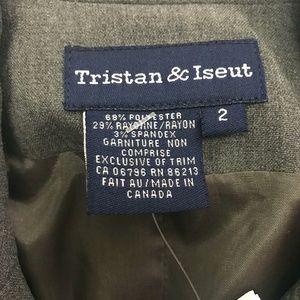 Tristan & Iseut
2
68% POLYESTER
29% RAYONNE/RAYON
3% SPANDEX
GARNITURE NON
COMPRISE
EXCLUSIVE OF TRIM
CA 06796 RN 86213
FAIT AU/MADE IN
CANADA